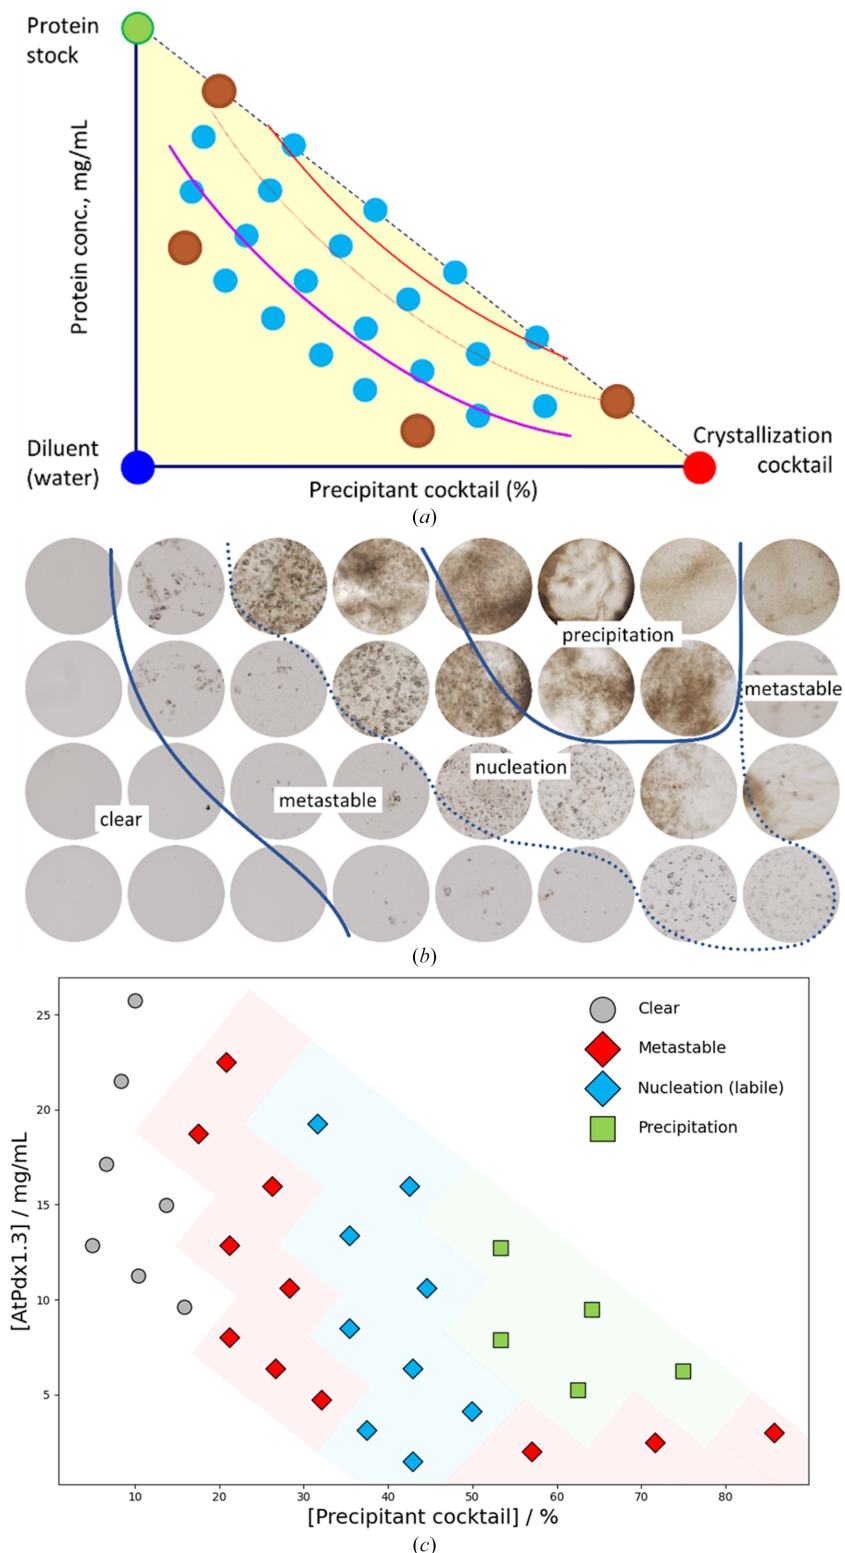 Protein
stock
Protein conc., mg/mL
Diluent
(water)
Crystallization
cocktail
Precipitant cocktail (%)
(a)
precipitation
metastable
nucleation
metastable
clear
(b)
25
20
15
10
5
[AtPdx1.3] / mg/mL
Clear
Metastable
Nucleation (labile)
Precipitation
10 20 30 40 50 60 70 80
[Precipitant cocktail] / %
(c)